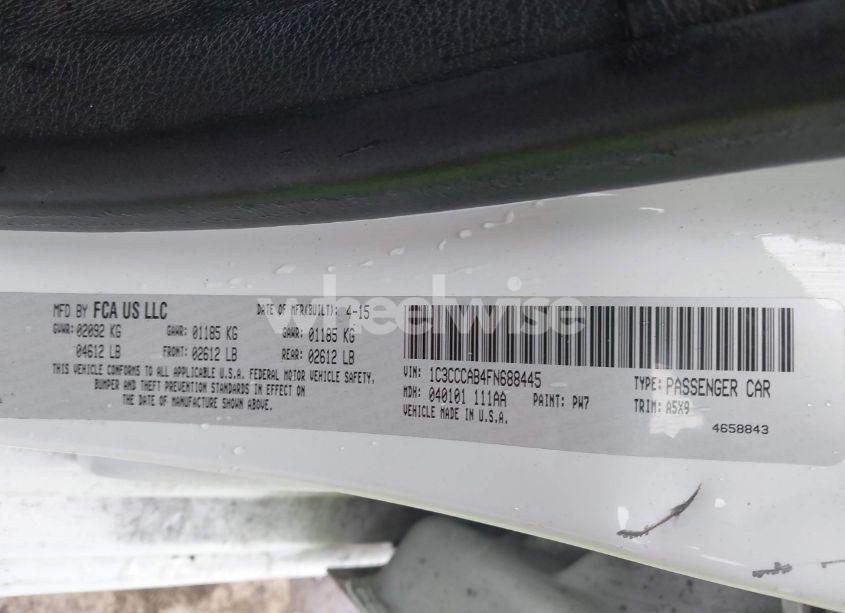 wheelwise
MFD BY FCA US LLC DATE OF MFR(BUILT): 4-15
GVWR: 02092 KG GAWR: 01185 KG GAWR: 01185 KG
04612 LB FRONT: 02612 LB REAR: 02612 LB
THIS VEHICLE CONFORMS TO ALL APPLICABLE U.S.A. FEDERAL MOTOR VEHICLE SAFETY,
BUMPER AND THEFT PREVENTION STANDARDS IN EFFECT ON
THE DATE OF MANUFACTURE SHOWN ABOVE.
VIN: 1C3CCCAB4FN688445 TYPE: PASSENGER CAR
MDH: 040101 111AA PAINT: PW7 TRIM: A5X9
VEHICLE MADE IN U.S.A. 4658843